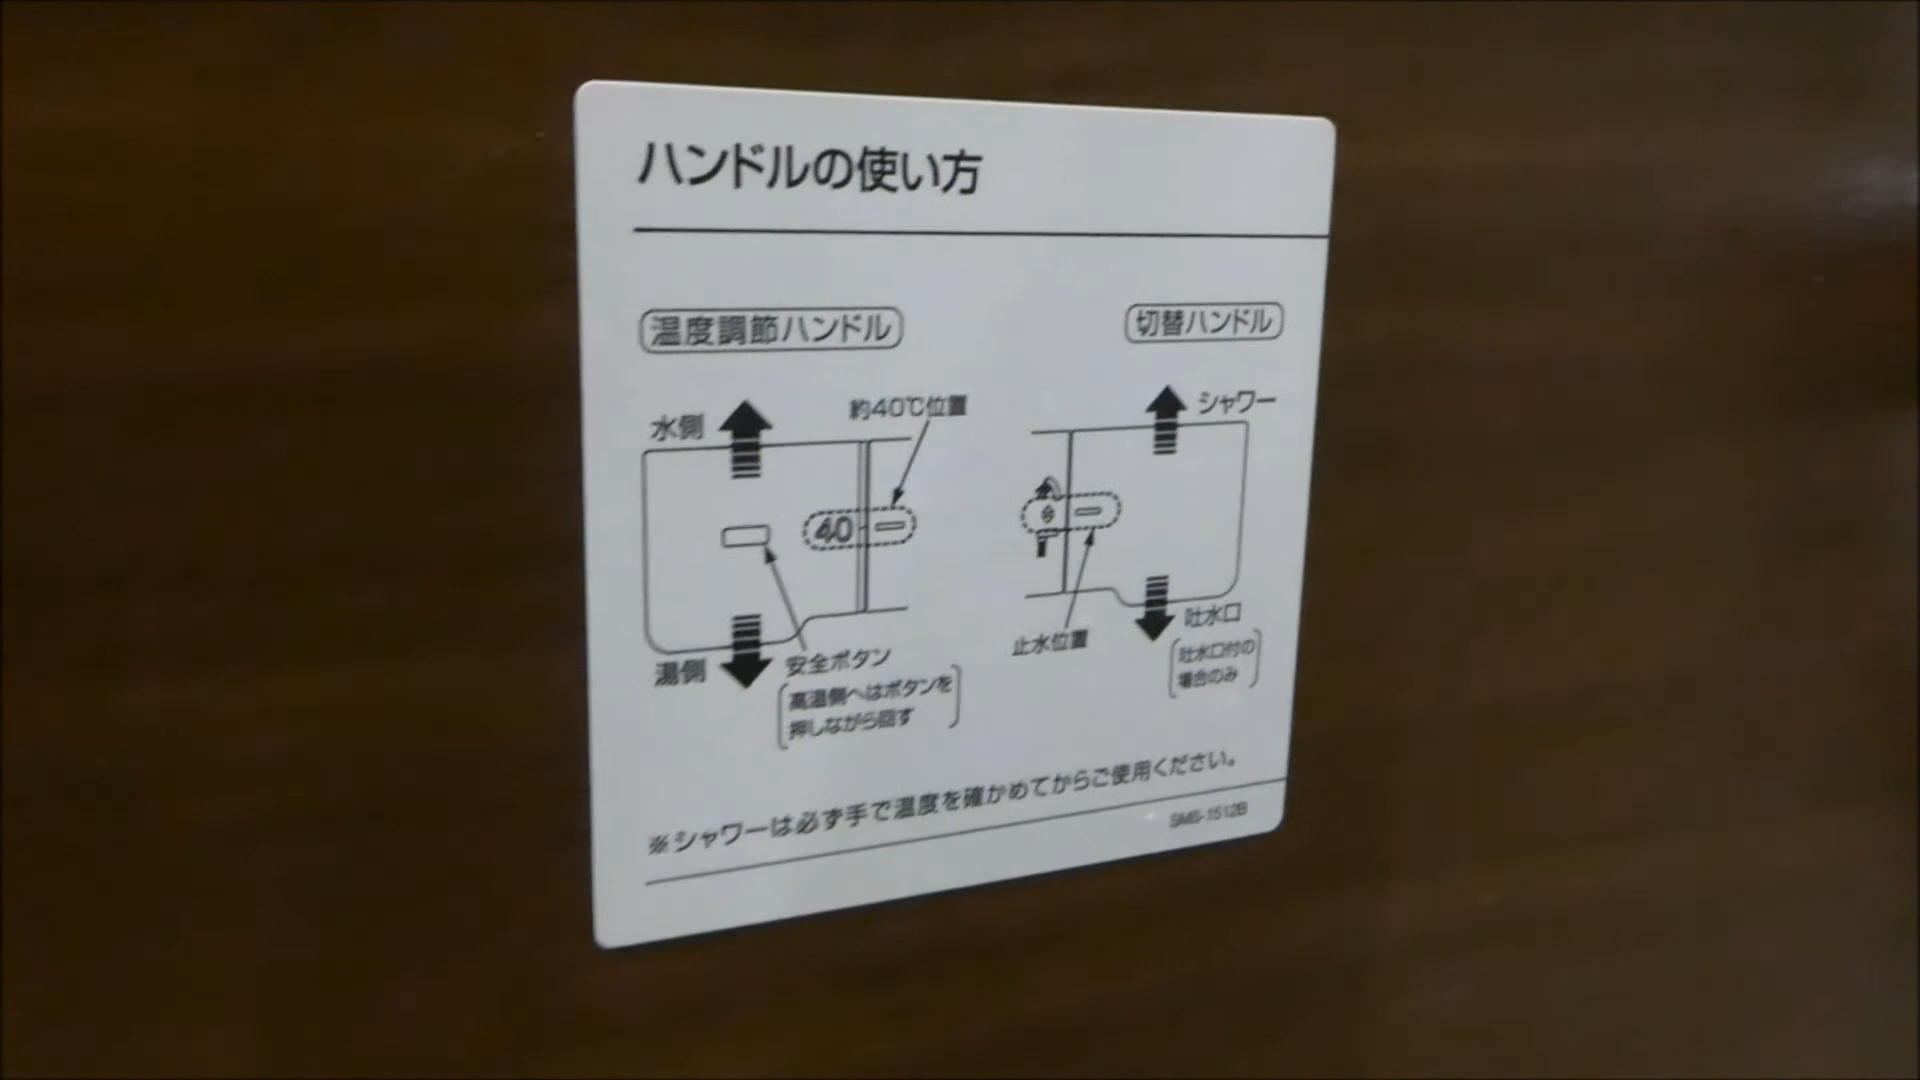 ハンドルの使い方
温度調節ハンドル
切替ハンドル
水側
約40℃位置
シャワー
40
湯側
安全ボタン
高温側へはボタンを
押しながら回す
止水位置
吐水口
吐水口付の
場合のみ
※シャワーは必ず手で温度を確かめてからご使用ください。
SMS-1512B